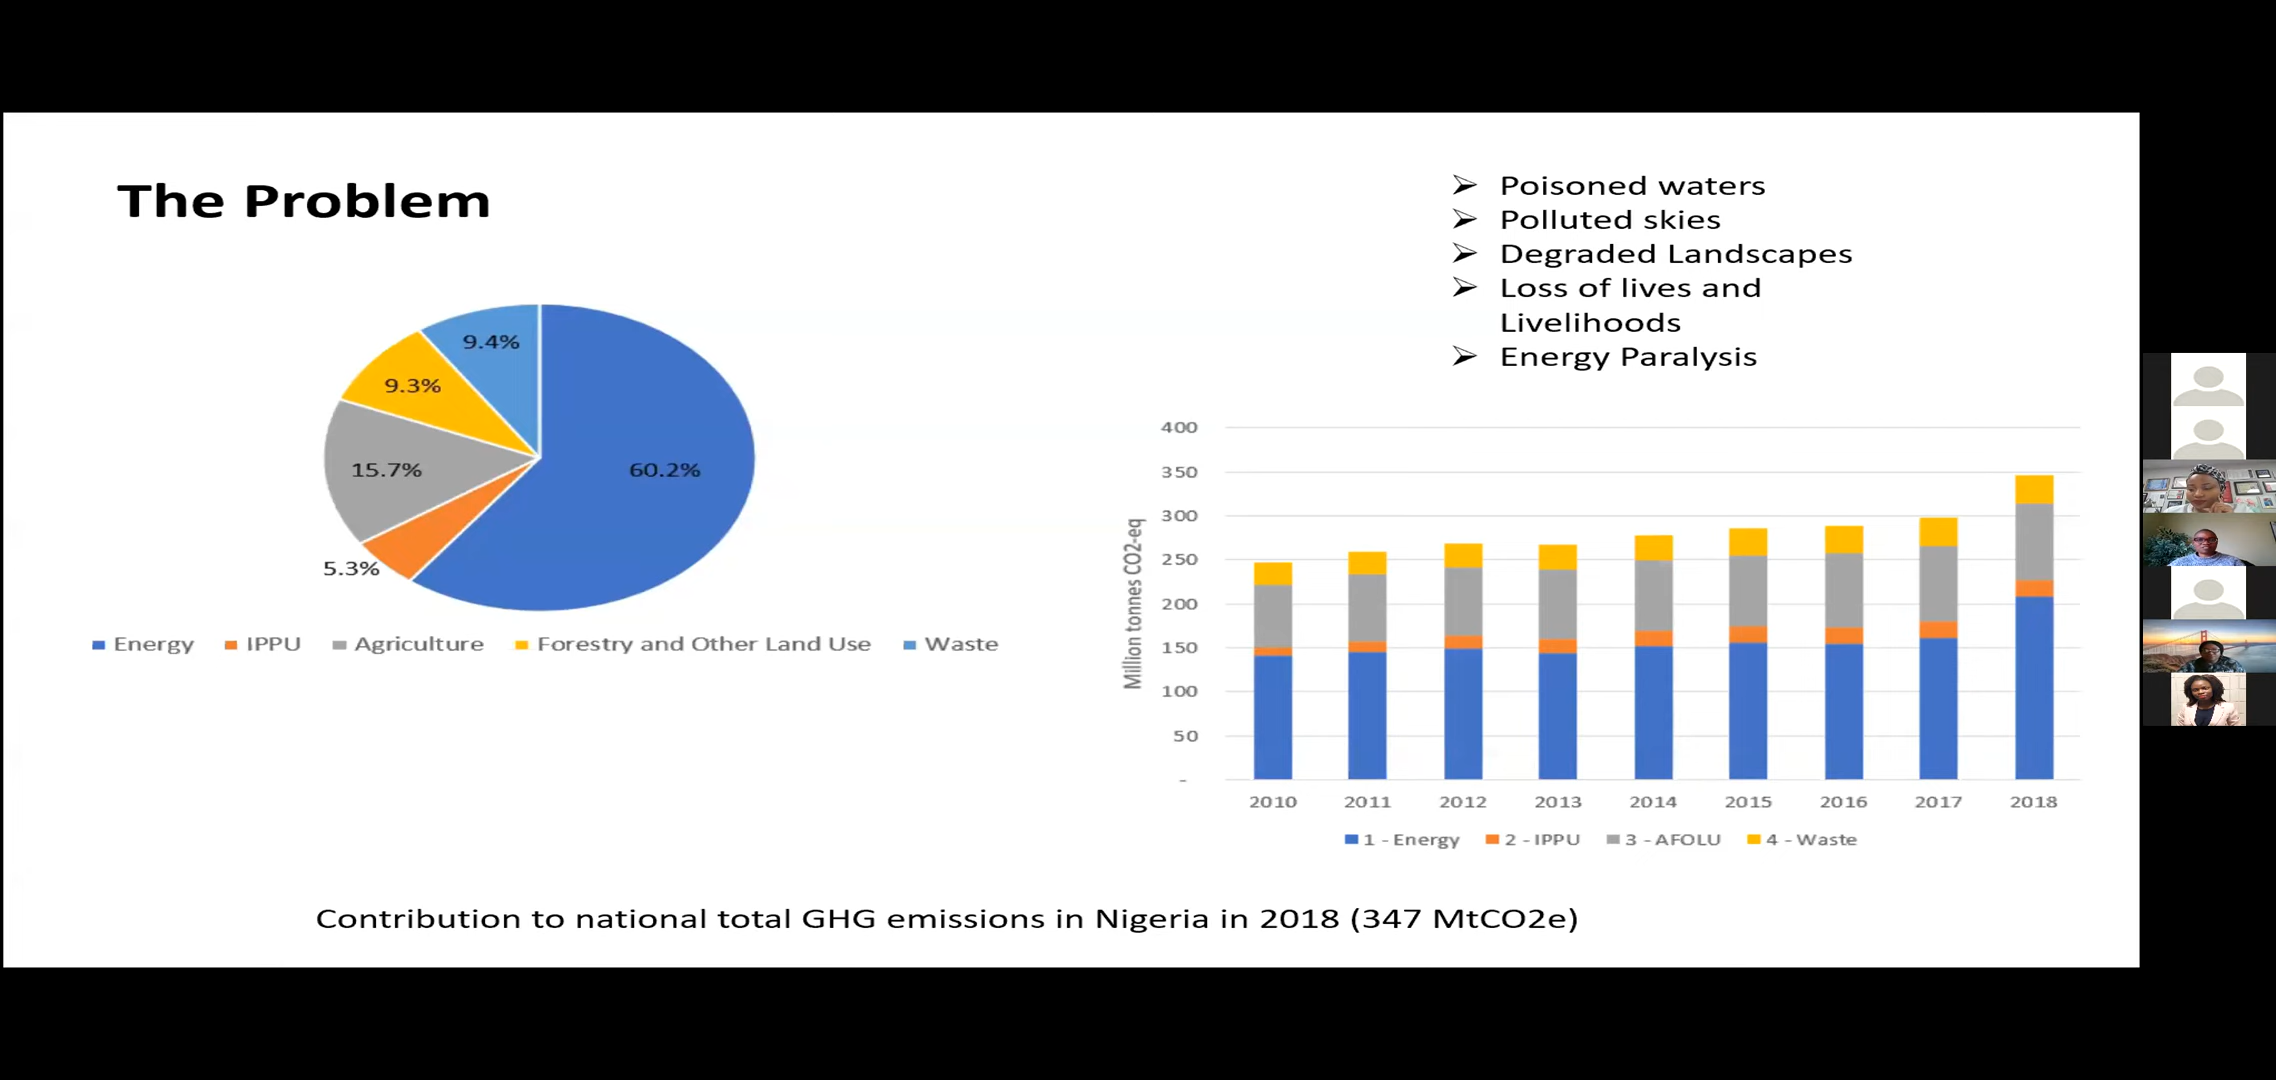 The Problem
➢ Poisoned waters
➢ Polluted skies
➢ Degraded Landscapes
➢ Loss of lives and
Livelihoods
➢ Energy Paralysis
9.4%
9.3%
15.7%
60.2%
5.3%
Energy IPPU Agriculture Forestry and Other Land Use Waste
Million tonnes CO2-eq
400
350
300
250
200
150
100
50
-
2010 2011 2012 2013 2014 2015 2016 2017 2018
1 - Energy 2 - IPPU 3 - AFOLU 4 - Waste
Contribution to national total GHG emissions in Nigeria in 2018 (347 MtCO2e)